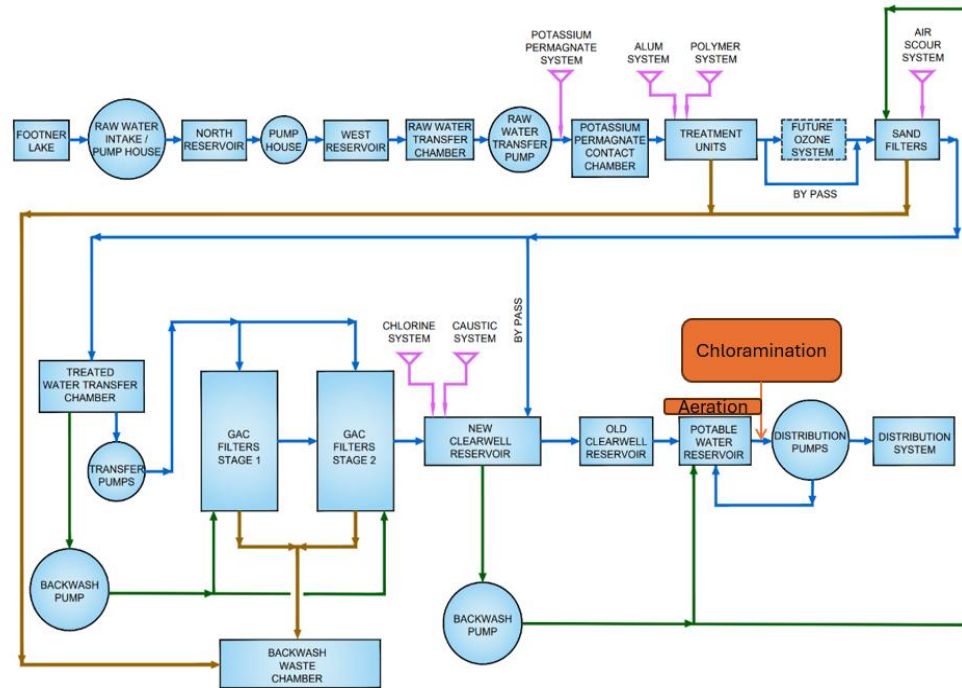 POTASSIUM
PERMAGNATE
SYSTEM
ALUM
SYSTEM
POLYMER
SYSTEM
AIR
SCOUR
SYSTEM
FOOTNER
LAKE
RAW WATER
INTAKE /
PUMP HOUSE
NORTH
RESERVOIR
PUMP
HOUSE
WEST
RESERVOIR
RAW WATER
TRANSFER
CHAMBER
RAW
WATER
TRANSFER
PUMP
POTASSIUM
PERMAGNATE
CONTACT
CHAMBER
TREATMENT
UNITS
FUTURE
OZONE
SYSTEM
SAND
FILTERS
BY PASS
BY PASS
CHLORINE
SYSTEM
CAUSTIC
SYSTEM
Chloramination
Aeration
TREATED
WATER TRANSFER
CHAMBER
TRANSFER
PUMPS
GAC
FILTERS
STAGE 1
GAC
FILTERS
STAGE 2
NEW
CLEARWELL
RESERVOIR
OLD
CLEARWELL
RESERVOIR
POTABLE
WATER
RESERVOIR
DISTRIBUTION
PUMPS
DISTRIBUTION
SYSTEM
BACKWASH
PUMP
BACKWASH
PUMP
BACKWASH
WASTE
CHAMBER